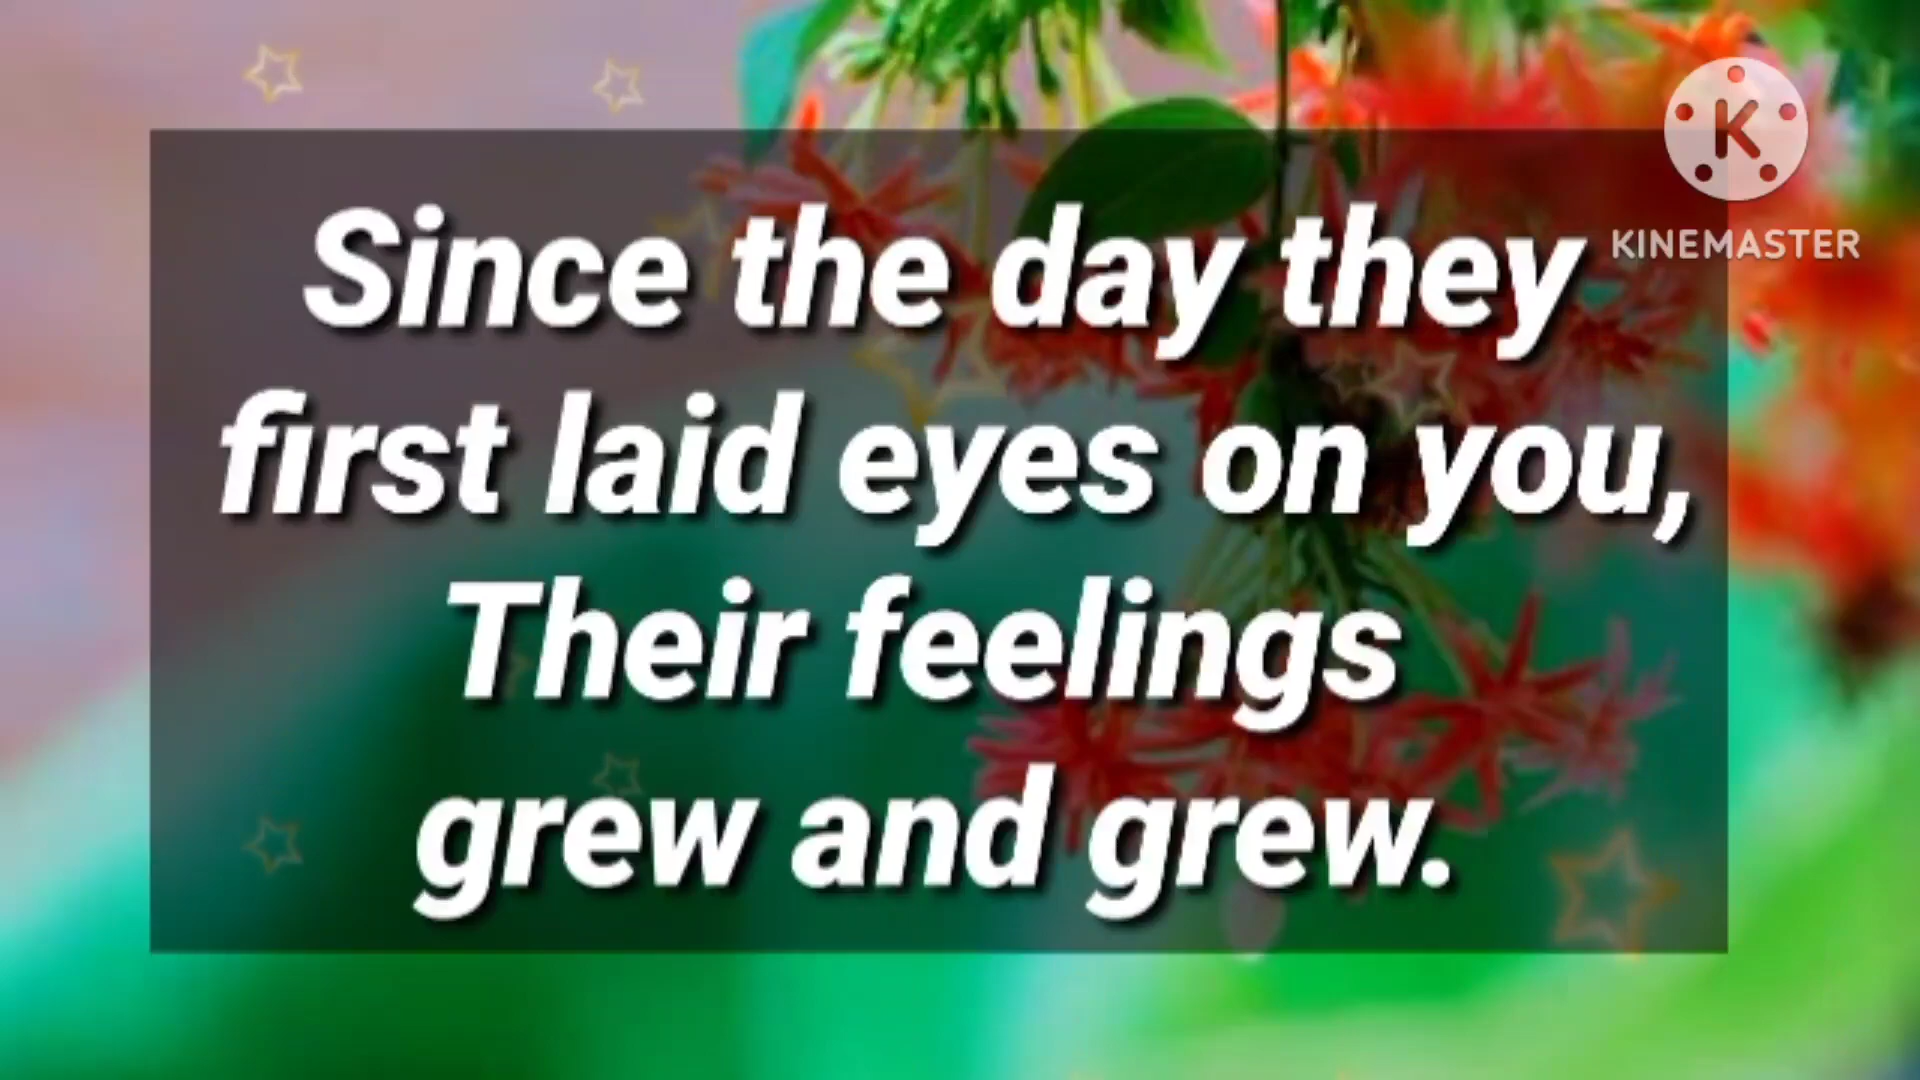 K
KINEMASTER
Since the day they
first laid eyes on you,
Their feelings
grew and grew.